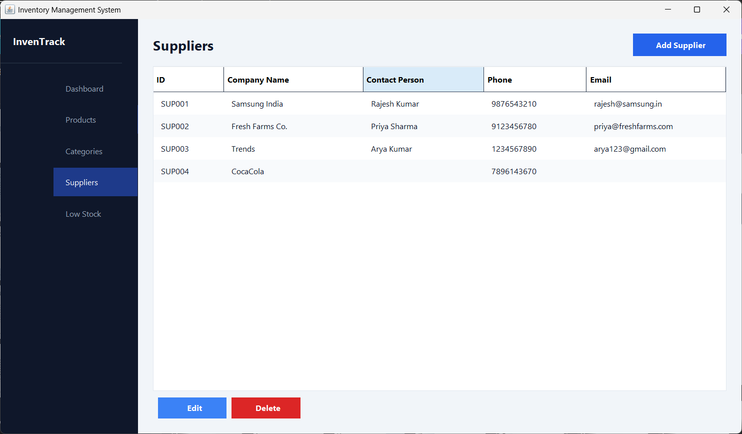 Inventory Management System
InvenTrack
Dashboard
Products
Categories
Suppliers
Low Stock
Suppliers
Add Supplier
ID Company Name Contact Person Phone Email
SUP001 Samsung India Rajesh Kumar 9876543210 rajesh@samsung.in
SUP002 Fresh Farms Co. Priya Sharma 9123456780 priya@freshfarms.com
SUP003 Trends Arya Kumar 1234567890 arya123@gmail.com
SUP004 CocaCola 7896143670
Edit Delete